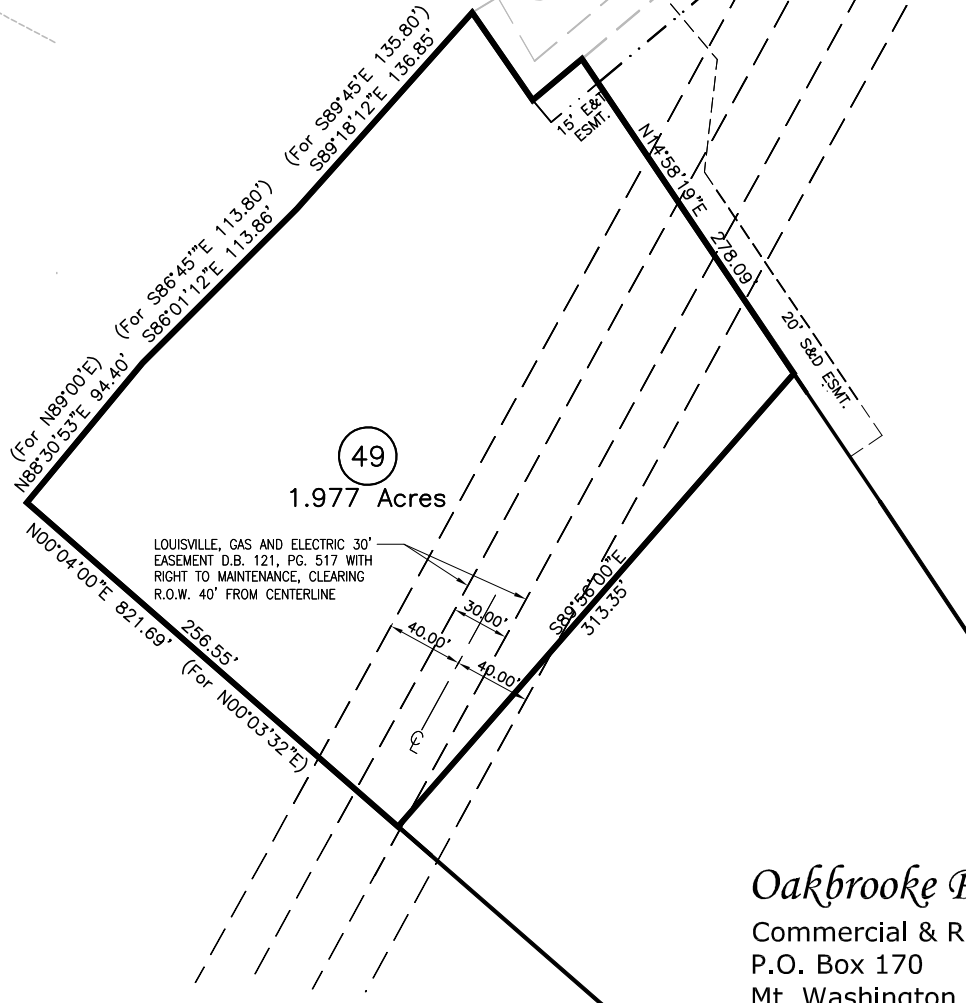 (For S89°45'E 135.80')
S89°18'12"E 136.85'
15' E&T
ESMT.
N14°58'19"E 278.09'
(For S86°45'"E 113.80')
S86°01'12"E 113.86'
20' S&D ESMT.
(For N89°00'E)
N88°30'53"E 94.40'
49
1.977 Acres
LOUISVILLE, GAS AND ELECTRIC 30'
EASEMENT D.B. 121, PG. 517 WITH
RIGHT TO MAINTENANCE, CLEARING
R.O.W. 40' FROM CENTERLINE
N00°04'00"E 821.69' (For N00°03'32"E)
256.55'
30.00'
40.00'
40.00'
S89°56'00"E
313.35'
℄
Oakbrooke
Commercial & R
P.O. Box 170
Mt. Washington